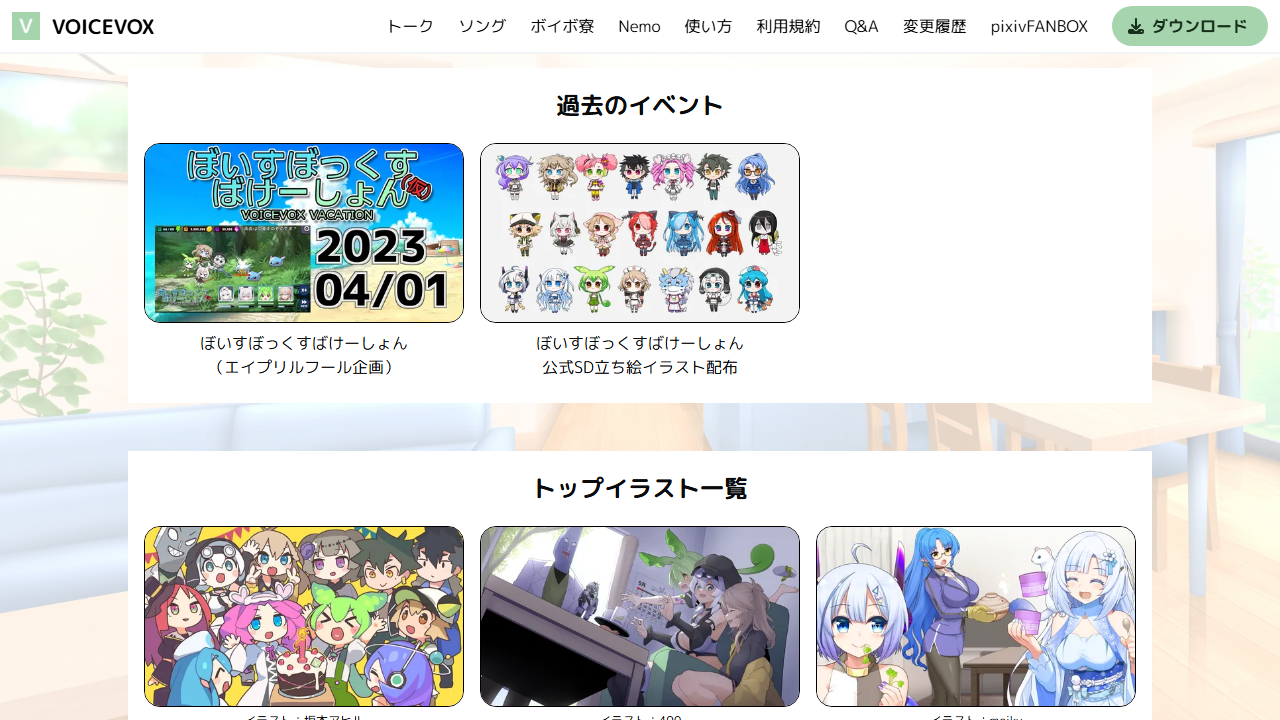 V VOICEVOX トーク ソング ボイボ寮 Nemo 使い方 利用規約 Q&A 変更履歴 pixivFANBOX ダウンロード
過去のイベント
ぼいすぼっくす
ばけーしょん(仮)
VOICEVOX VACATION
2023
04/01
ぼいすぼっくすばけーしょん
（エイプリルフール企画）
ぼいすぼっくすばけーしょん
公式SD立ち絵イラスト配布
トップイラスト一覧